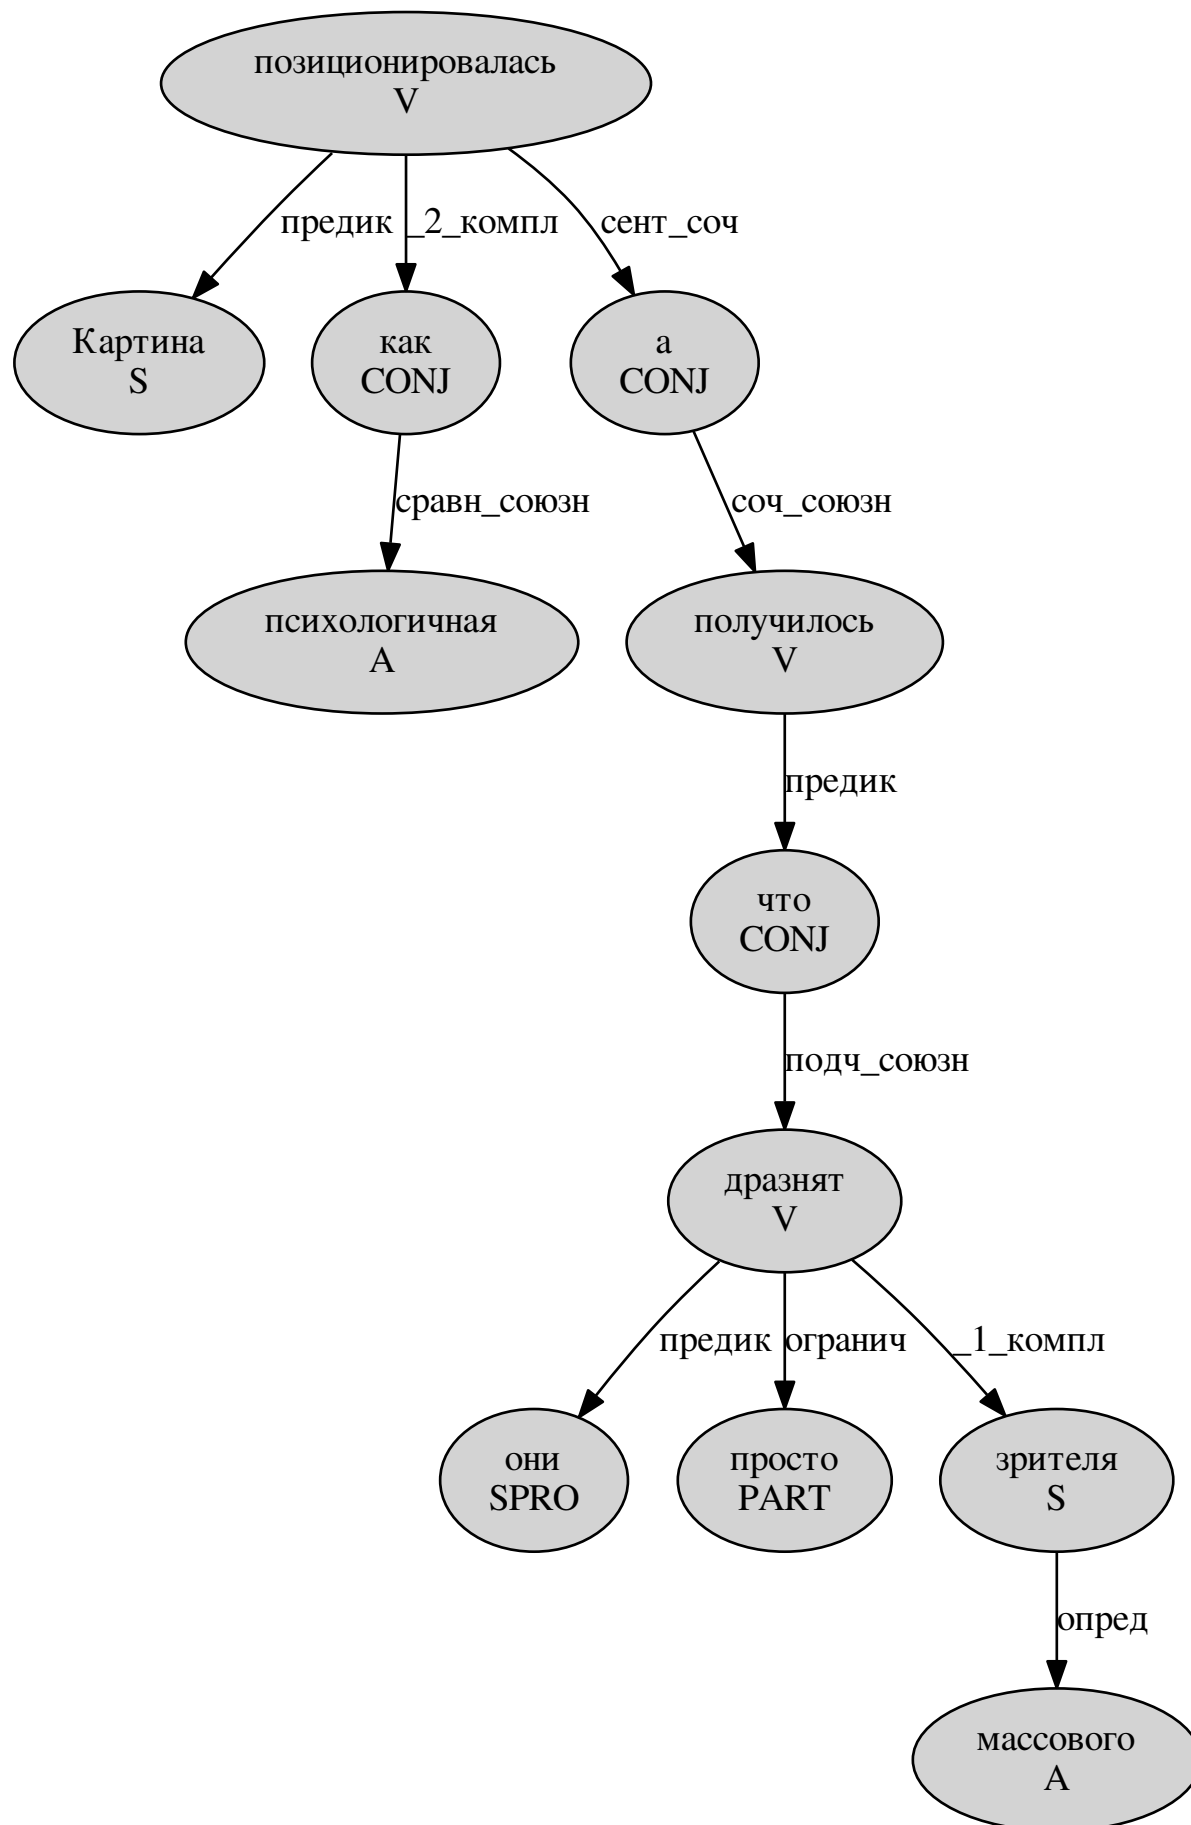 позиционировалась
V
предик
_2_компл
сент_соч
Картина
S
как
CONJ
а
CONJ
сравн_союзн
соч_союзн
психологичная
A
получилось
V
предик
что
CONJ
подч_союзн
дразнят
V
предик
огранич
_1_компл
они
SPRO
просто
PART
зрителя
S
опред
массового
A